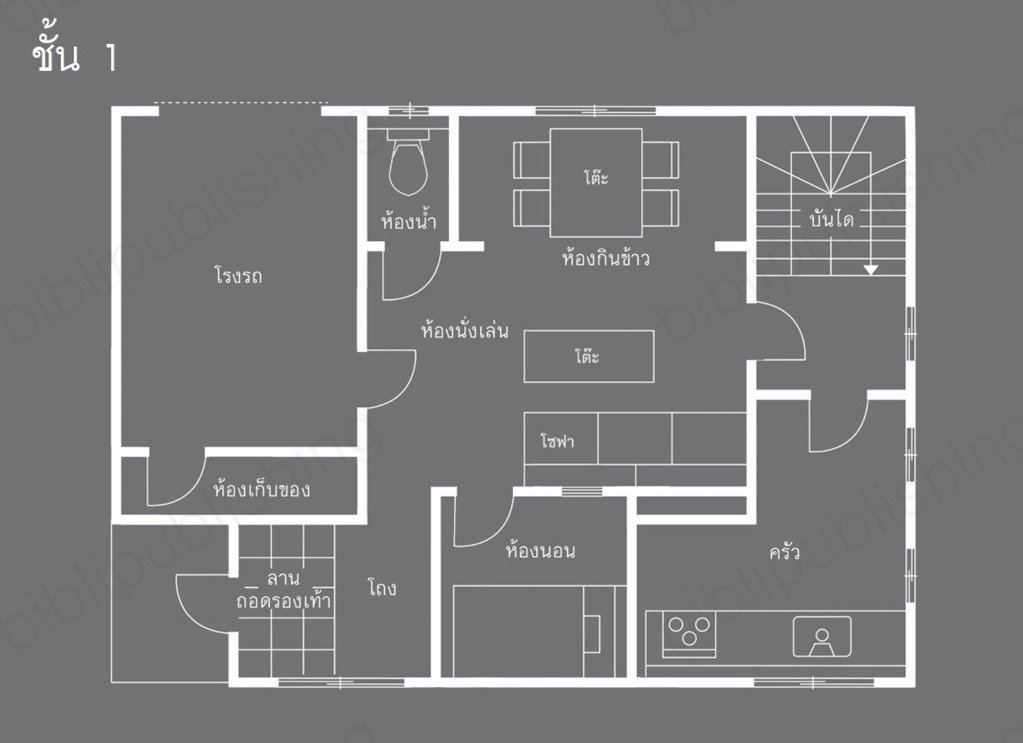 ชั้น 1
โต๊ะ
ห้องน้ำ
บันได
ห้องกินข้าว
โรงรถ
ห้องนั่งเล่น
โต๊ะ
โซฟา
ห้องเก็บของ
ห้องนอน
ครัว
ลาน
ถอดรองเท้า
โถง
biblipublishing
biblipublishing
biblipublishing
biblipublishing